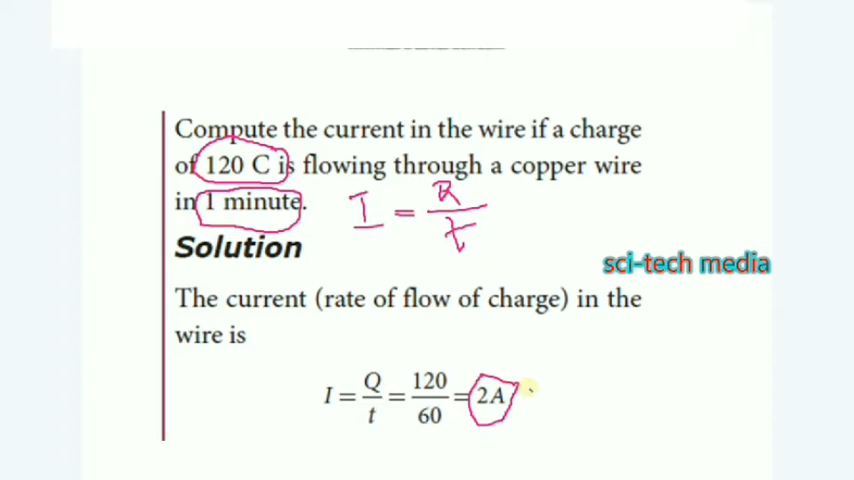 Compute the current in the wire if a charge
of 120 C is flowing through a copper wire
in 1 minute.
I = Q/t
Solution
sci-tech media
The current (rate of flow of charge) in the
wire is
I = Q/t = 120/60 = 2A